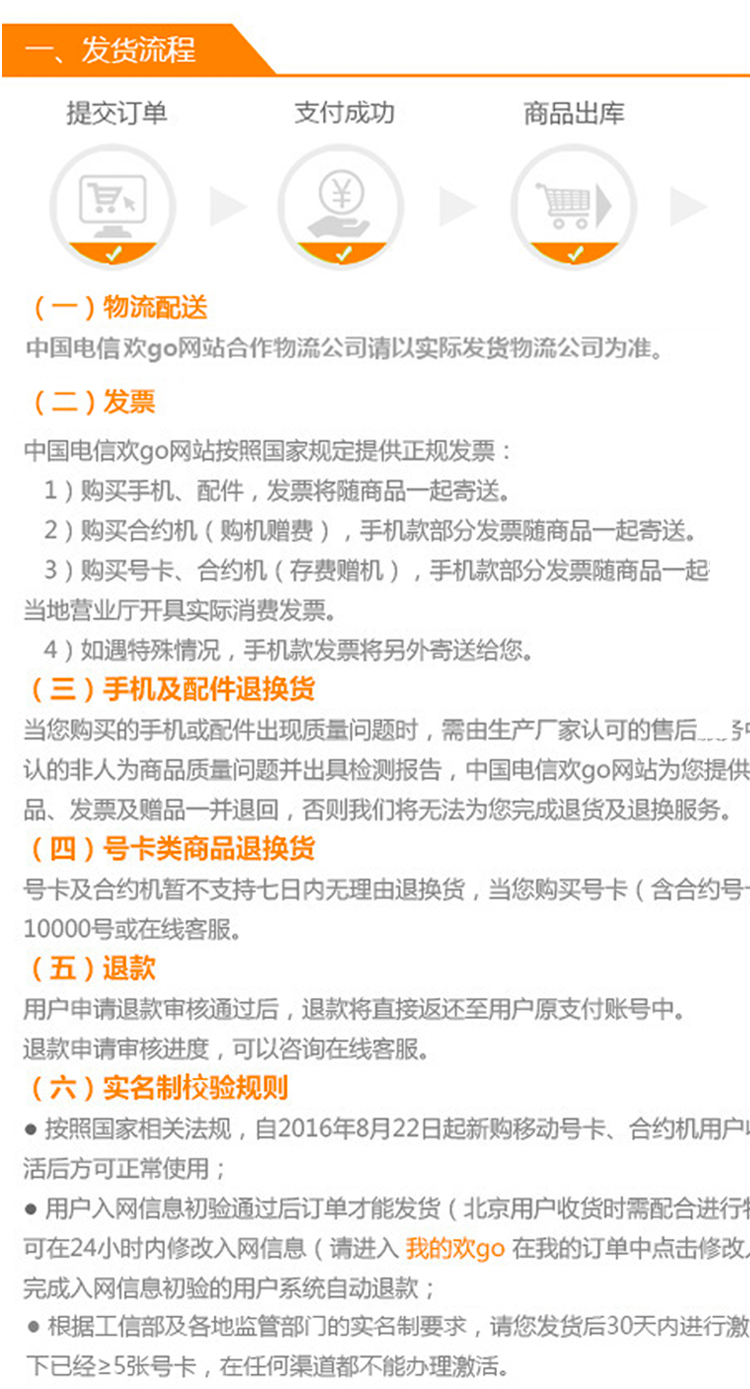 一、发货流程
提交订单 支付成功 商品出库
¥
（一）物流配送
中国电信欢go网站合作物流公司请以实际发货物流公司为准。
（二）发票
中国电信欢go网站按照国家规定提供正规发票：
1）购买手机、配件，发票将随商品一起寄送。
2）购买合约机（购机赠费），手机款部分发票随商品一起寄送。
3）购买号卡、合约机（存费赠机），手机款部分发票随商品一起
当地营业厅开具实际消费发票。
4）如遇特殊情况，手机款发票将另外寄送给您。
（三）手机及配件退换货
当您购买的手机或配件出现质量问题时，需由生产厂家认可的售后
认的非人为商品质量问题并出具检测报告，中国电信欢go网站为您提供
品、发票及赠品一并退回，否则我们将无法为您完成退货及退换服务。
（四）号卡类商品退换货
号卡及合约机暂不支持七日内无理由退换货，当您购买号卡（含合约号
10000号或在线客服。
（五）退款
用户申请退款审核通过后，退款将直接返还至用户原支付账号中。
退款申请审核进度，可以咨询在线客服。
（六）实名制校验规则
● 按照国家相关法规，自2016年8月22日起新购移动号卡、合约机用户
活后方可正常使用；
● 用户入网信息初验通过后订单才能发货（北京用户收货时需配合进行
可在24小时内修改入网信息（请进入 我的欢go 在我的订单中点击修改
完成入网信息初验的用户系统自动退款；
● 根据工信部及各地监管部门的实名制要求，请您发货后30天内进行激
下已经≥5张号卡，在任何渠道都不能办理激活。